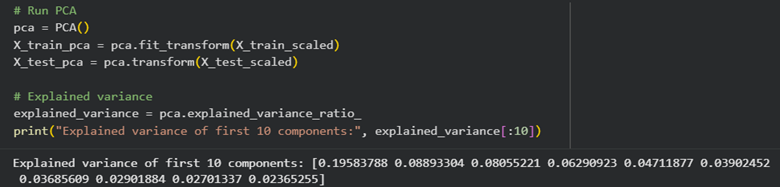 # Run PCA
pca = PCA()
X_train_pca = pca.fit_transform(X_train_scaled)
X_test_pca = pca.transform(X_test_scaled)
# Explained variance
explained_variance = pca.explained_variance_ratio_
print("Explained variance of first 10 components:", explained_variance[:10])
Explained variance of first 10 components: [0.19583788 0.08893304 0.08055221 0.06290923 0.04711877 0.03902452
0.03685609 0.02901884 0.02701337 0.02365255]